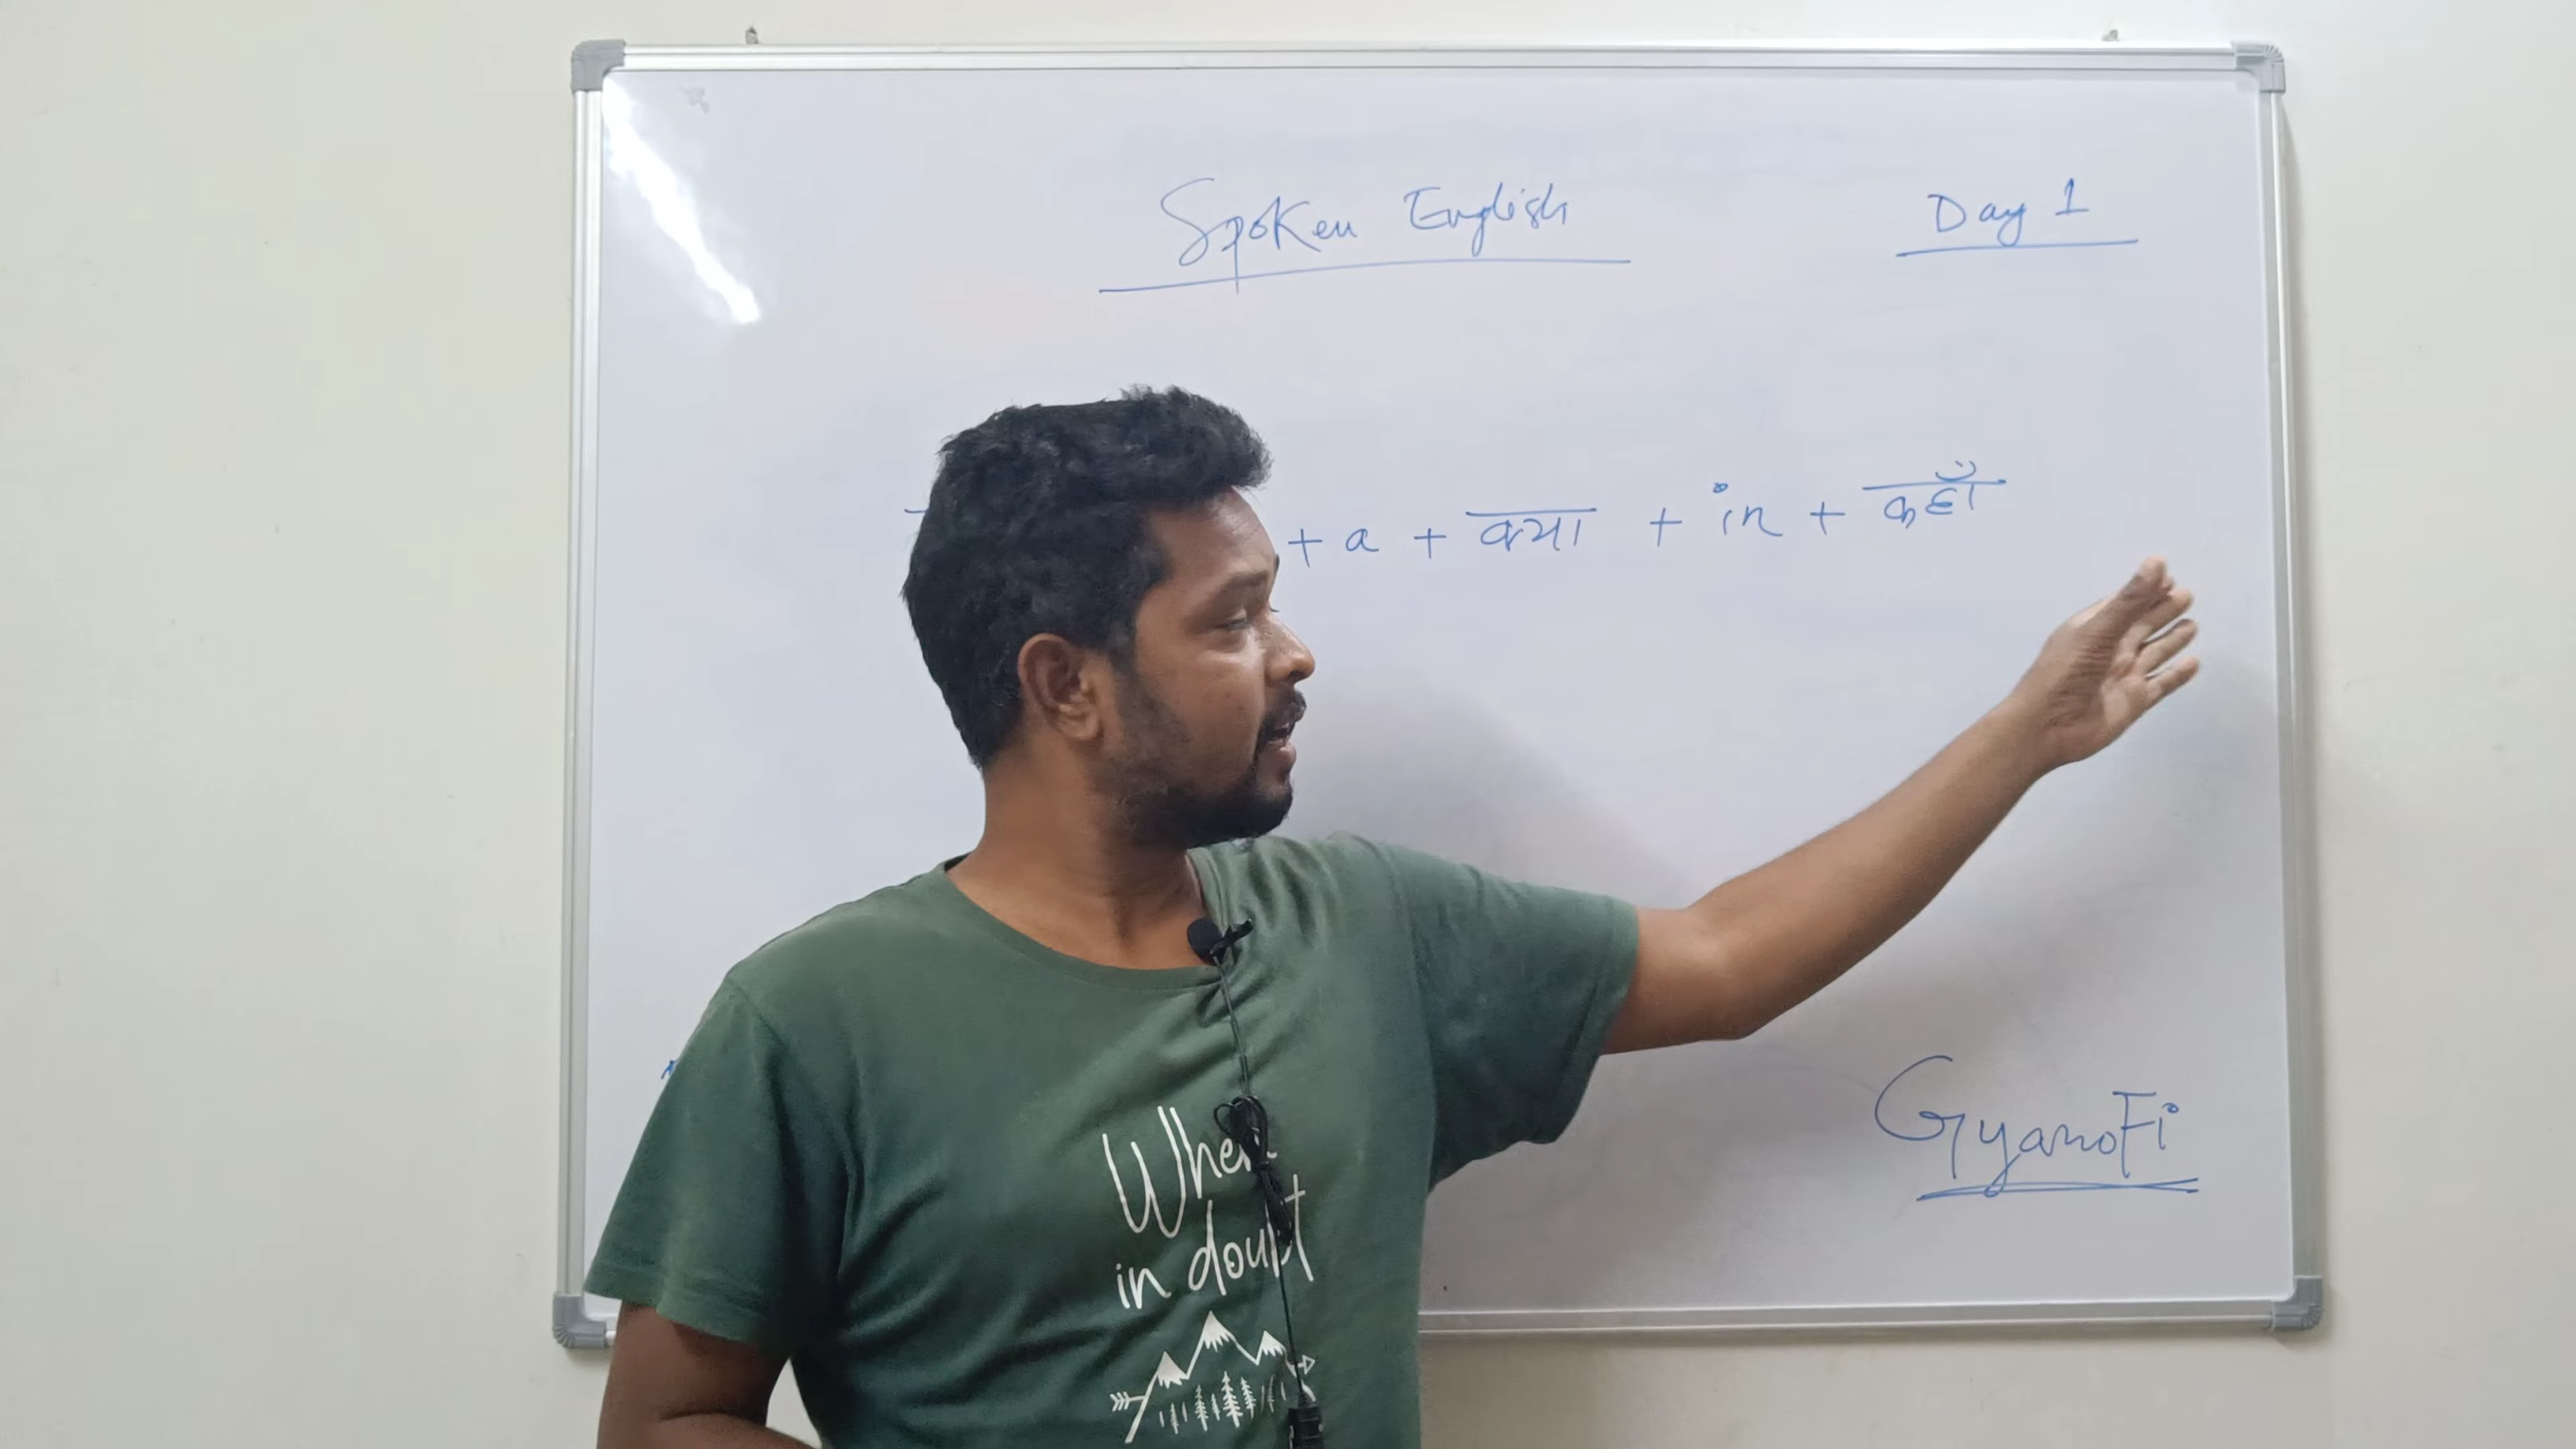 Spoken English
Day 1
+ a + क्या + in + कहाँ
GyanoFi
When
in doubt